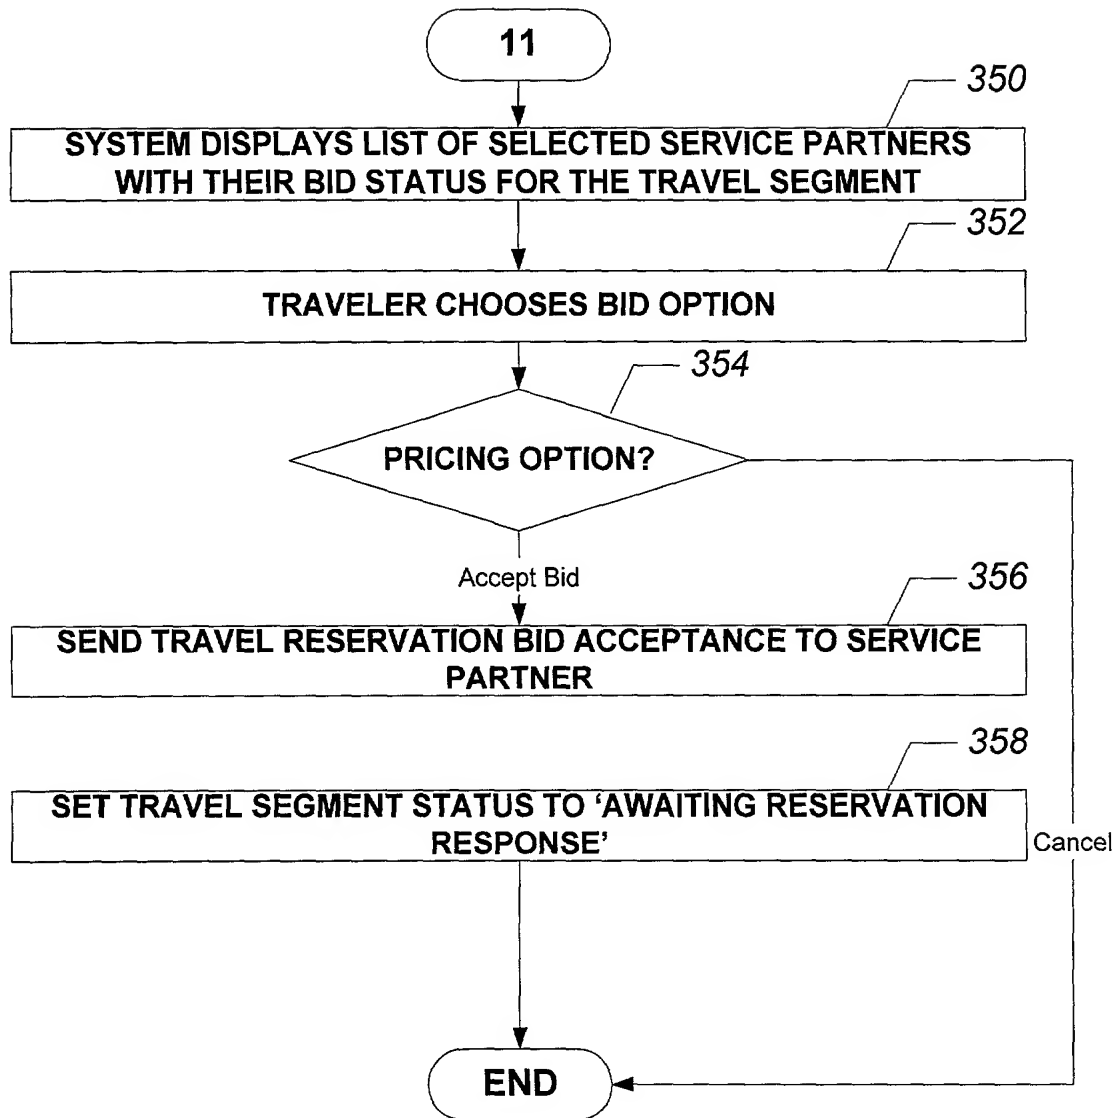 11
350
SYSTEM DISPLAYS LIST OF SELECTED SERVICE PARTNERS
WITH THEIR BID STATUS FOR THE TRAVEL SEGMENT
352
TRAVELER CHOOSES BID OPTION
354
PRICING OPTION?
Accept Bid
356
SEND TRAVEL RESERVATION BID ACCEPTANCE TO SERVICE
PARTNER
358
SET TRAVEL SEGMENT STATUS TO ‘AWAITING RESERVATION
RESPONSE’
Cancel
END